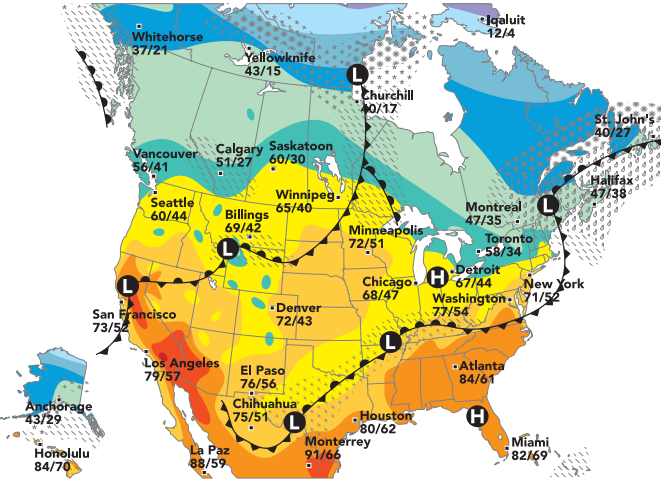 Iqaluit
12/4
Whitehorse
37/21
Yellowknife
43/15
L
Churchill
40/17
St. John's
40/27
Vancouver
56/41
Calgary
51/27
Saskatoon
60/30
Halifax
47/38
Winnipeg
65/40
Seattle
60/44
Billings
69/42
Montreal
47/35
L
Minneapolis
72/51
Toronto
58/34
L
L
H
Detroit
67/44
Chicago
68/47
New York
71/52
Washington
77/54
San Francisco
73/52
Denver
72/43
L
Los Angeles
79/57
El Paso
76/56
Atlanta
84/61
Chihuahua
75/51
Anchorage
43/29
L
Houston
80/62
H
Monterrey
91/66
Miami
82/69
La Paz
88/59
Honolulu
84/70